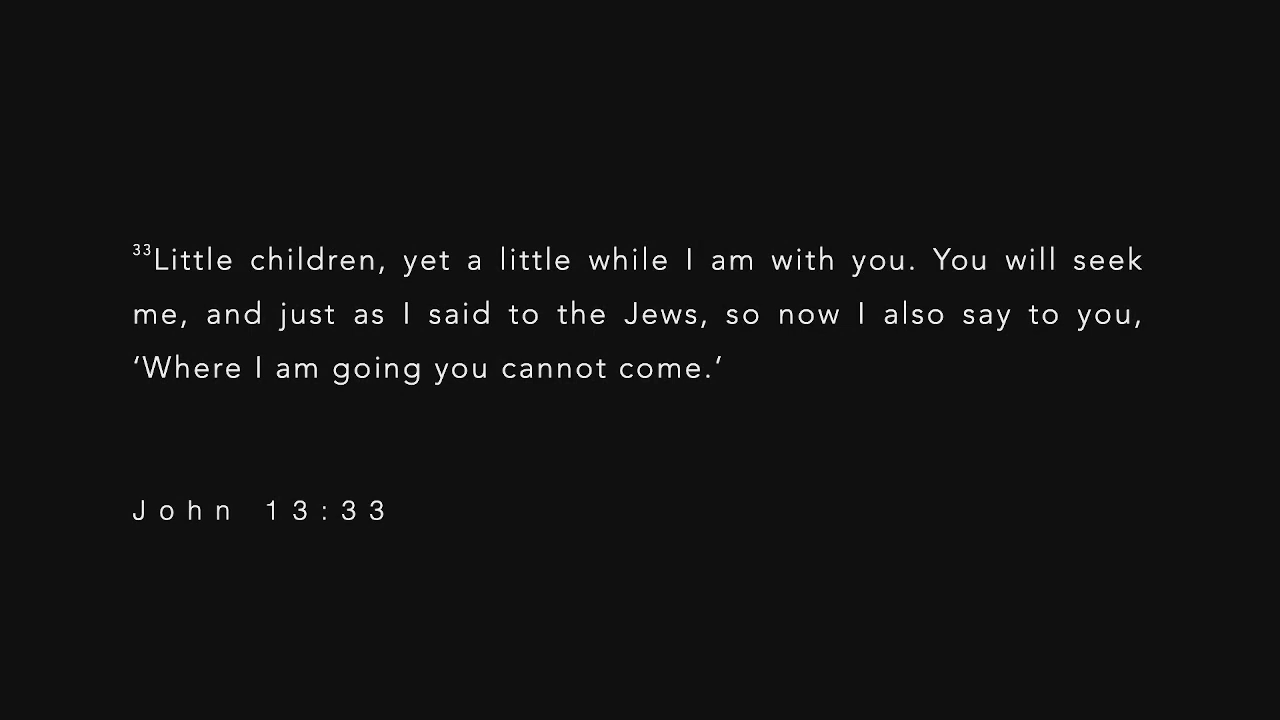 ³³Little children, yet a little while I am with you. You will seek
me, and just as I said to the Jews, so now I also say to you,
‘Where I am going you cannot come.’
John 13:33